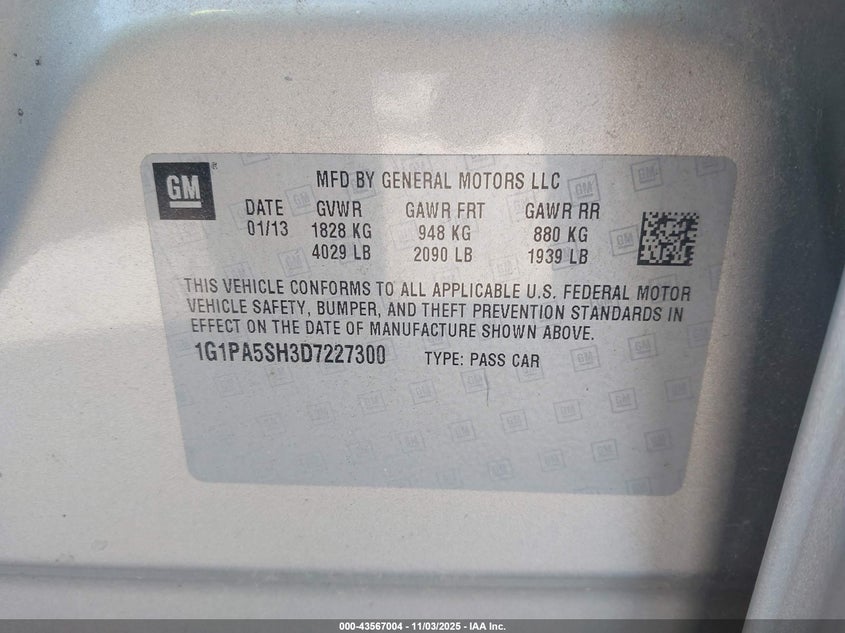 GM
MFD BY GENERAL MOTORS LLC
DATE GVWR GAWR FRT GAWR RR
01/13 1828 KG 948 KG 880 KG
4029 LB 2090 LB 1939 LB
THIS VEHICLE CONFORMS TO ALL APPLICABLE U.S. FEDERAL MOTOR
VEHICLE SAFETY, BUMPER, AND THEFT PREVENTION STANDARDS IN
EFFECT ON THE DATE OF MANUFACTURE SHOWN ABOVE.
1G1PA5SH3D7227300 TYPE: PASS CAR
000-43567004 - 11/03/2025 - IAA Inc.